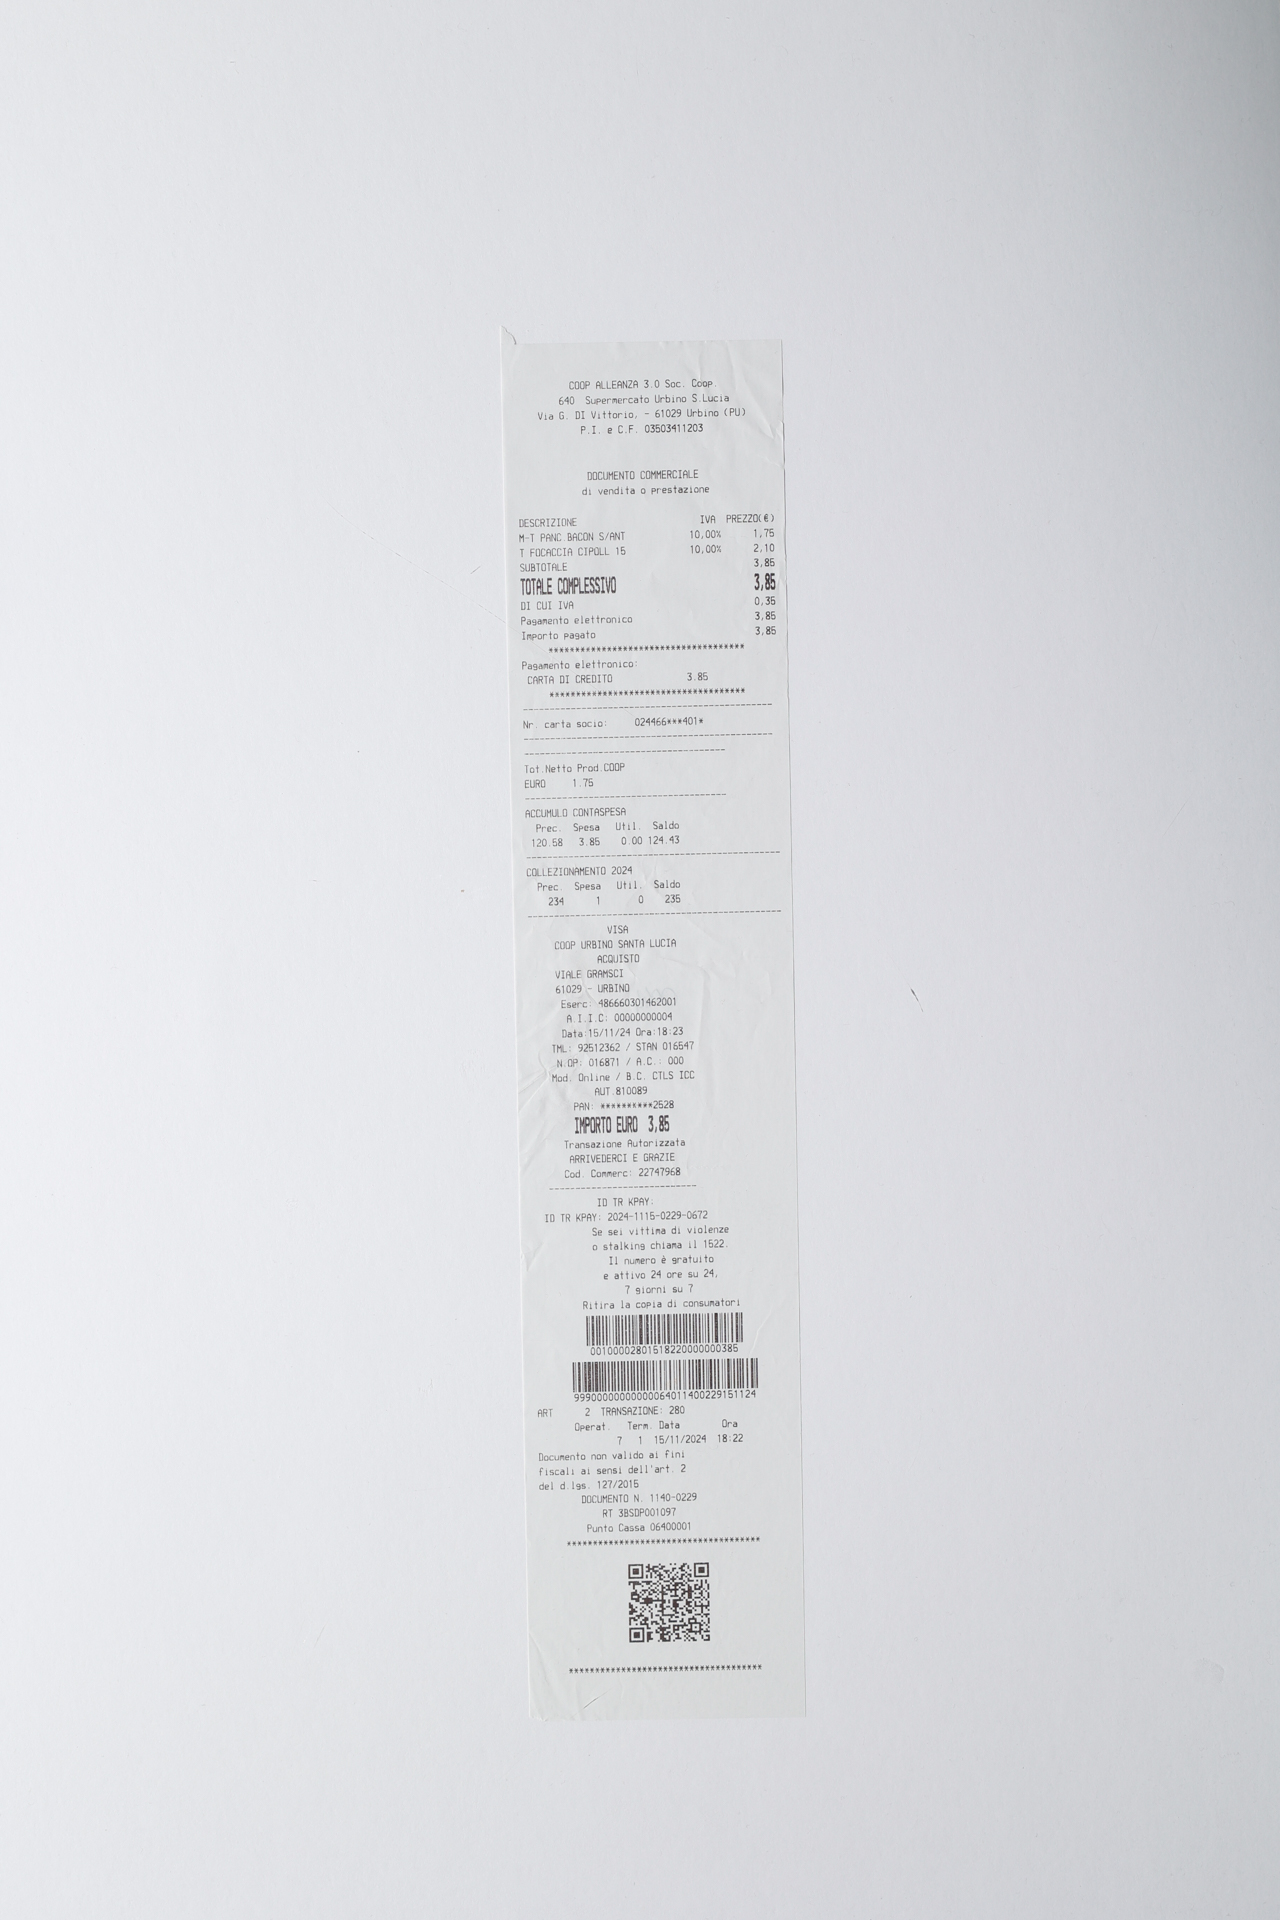 COOP ALLEANZA 3.0 Soc. Coop.
640 Supermercato Urbino S.Lucia
Via G. DI Vittorio, - 61029 Urbino (PU)
P.I. e C.F. 03503411203
DOCUMENTO COMMERCIALE
di vendita o prestazione
DESCRIZIONE IVA PREZZO(€)
M-T PANC.BACON S/ANT 10,00% 1,75
T FOCACCIA CIPOLL 15 10,00% 2,10
SUBTOTALE 3,85
TOTALE COMPLESSIVO 3,85
DI CUI IVA 0,35
Pagamento elettronico 3,85
Importo pagato 3,85
*************************************
Pagamento elettronico:
CARTA DI CREDITO 3.85
*************************************
-----------------------------------------------
Nr. carta socio: 024466***401*
-----------------------------------------------
--------------------------------------
Tot.Netto Prod.COOP
EURO 1.75
--------------------------------------
ACCUMULO CONTASPESA
Prec. Spesa Util. Saldo
120.58 3.85 0.00 124.43
------------------------------------------------
COLLEZIONAMENTO 2024
Prec. Spesa Util. Saldo
234 1 0 235
------------------------------------------------
VISA
COOP URBINO SANTA LUCIA
ACQUISTO
VIALE GRAMSCI
61029 - URBINO
Eserc: 486660301462001
A.I.I.C: 00000000004
Data:15/11/24 Ora:18:23
TML: 92512362 / STAN 016547
N.OP: 016871 / A.C.: 000
Mod. Online / B.C. CTLS ICC
AUT.810089
PAN: **********2528
IMPORTO EURO 3,85
Transazione Autorizzata
ARRIVEDERCI E GRAZIE
Cod. Commerc: 22747968
----------------------------
ID TR KPAY:
ID TR KPAY: 2024-1115-0229-0672
Se sei vittima di violenze
o stalking chiama il 1522.
Il numero è gratuito
e attivo 24 ore su 24,
7 giorni su 7
Ritira la copia di consumatori
0010000280151822000000​0385
99900000000000064011400229151124
ART 2 TRANSAZIONE: 280
Operat. Term. Data Ora
7 1 15/11/2024 18:22
Documento non valido ai fini
fiscali ai sensi dell'art. 2
del d.lgs. 127/2015
DOCUMENTO N. 1140-0229
RT 3BSDP001097
Punto Cassa 06400001
*************************************
*************************************